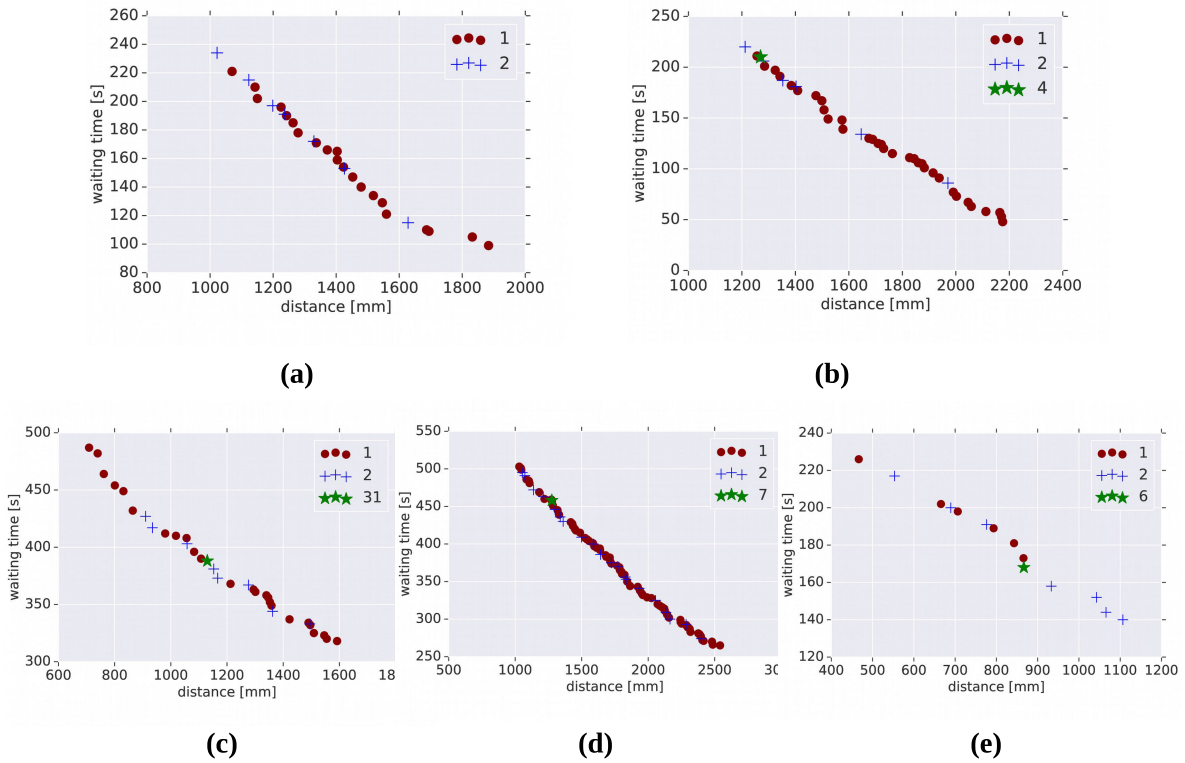 260
240
220
200
180
160
140
120
100
80
800 1000 1200 1400 1600 1800 2000
waiting time [s]
distance [mm]
1
2
(a)
250
200
150
100
50
0
1000 1200 1400 1600 1800 2000 2200 2400
waiting time [s]
distance [mm]
1
2
4
(b)
500
450
400
350
300
600 800 1000 1200 1400 1600 18
waiting time [s]
distance [mm]
1
2
31
(c)
550
500
450
400
350
300
250
500 1000 1500 2000 2500 30
waiting time [s]
distance [mm]
1
2
7
(d)
240
220
200
180
160
140
120
400 500 600 700 800 900 1000 1100 1200
waiting time [s]
distance [mm]
1
2
6
(e)